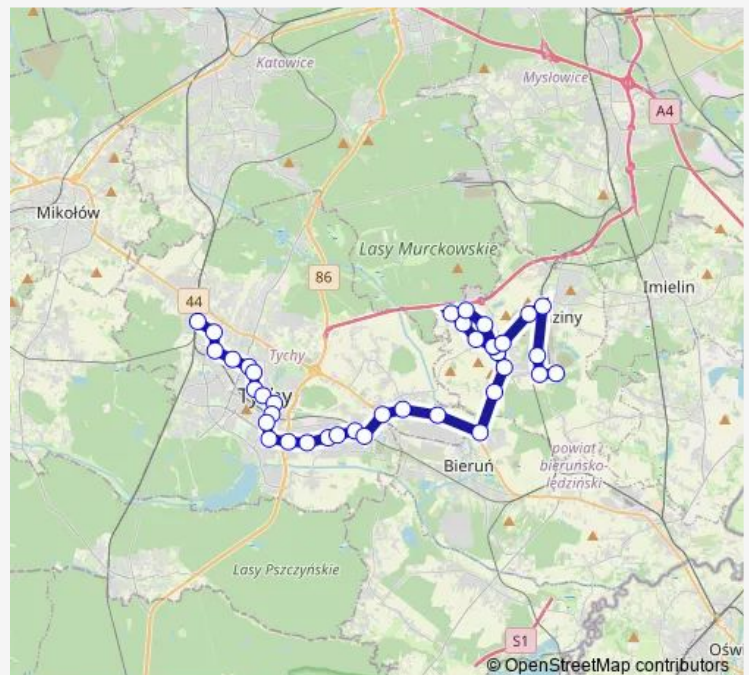 Katowice
Mysłowice
A4
Mikołów
Lasy Murckowskie
86
Imielin
44
ziny
Tychy
powiat
bieruńsko-
lędziński
Bieruń
Lasy Pszczyńskie
S1
Ośw
© OpenStreetMap contributors